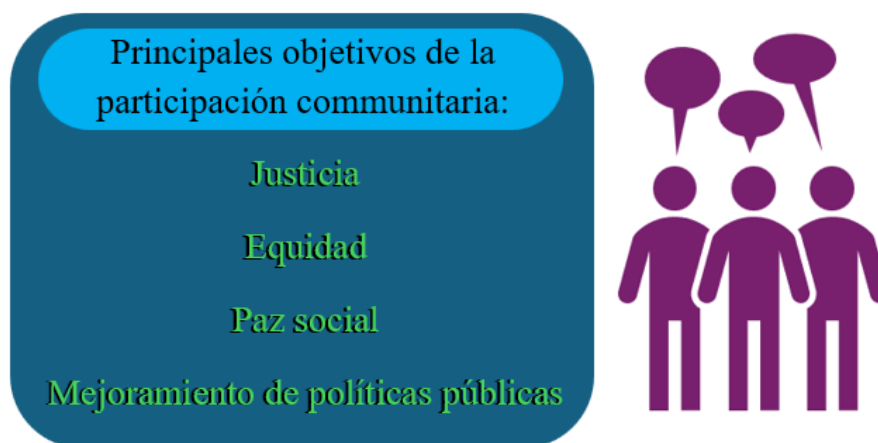 Principales objetivos de la
participación communitaria:
Justicia
Equidad
Paz social
Mejoramiento de políticas públicas